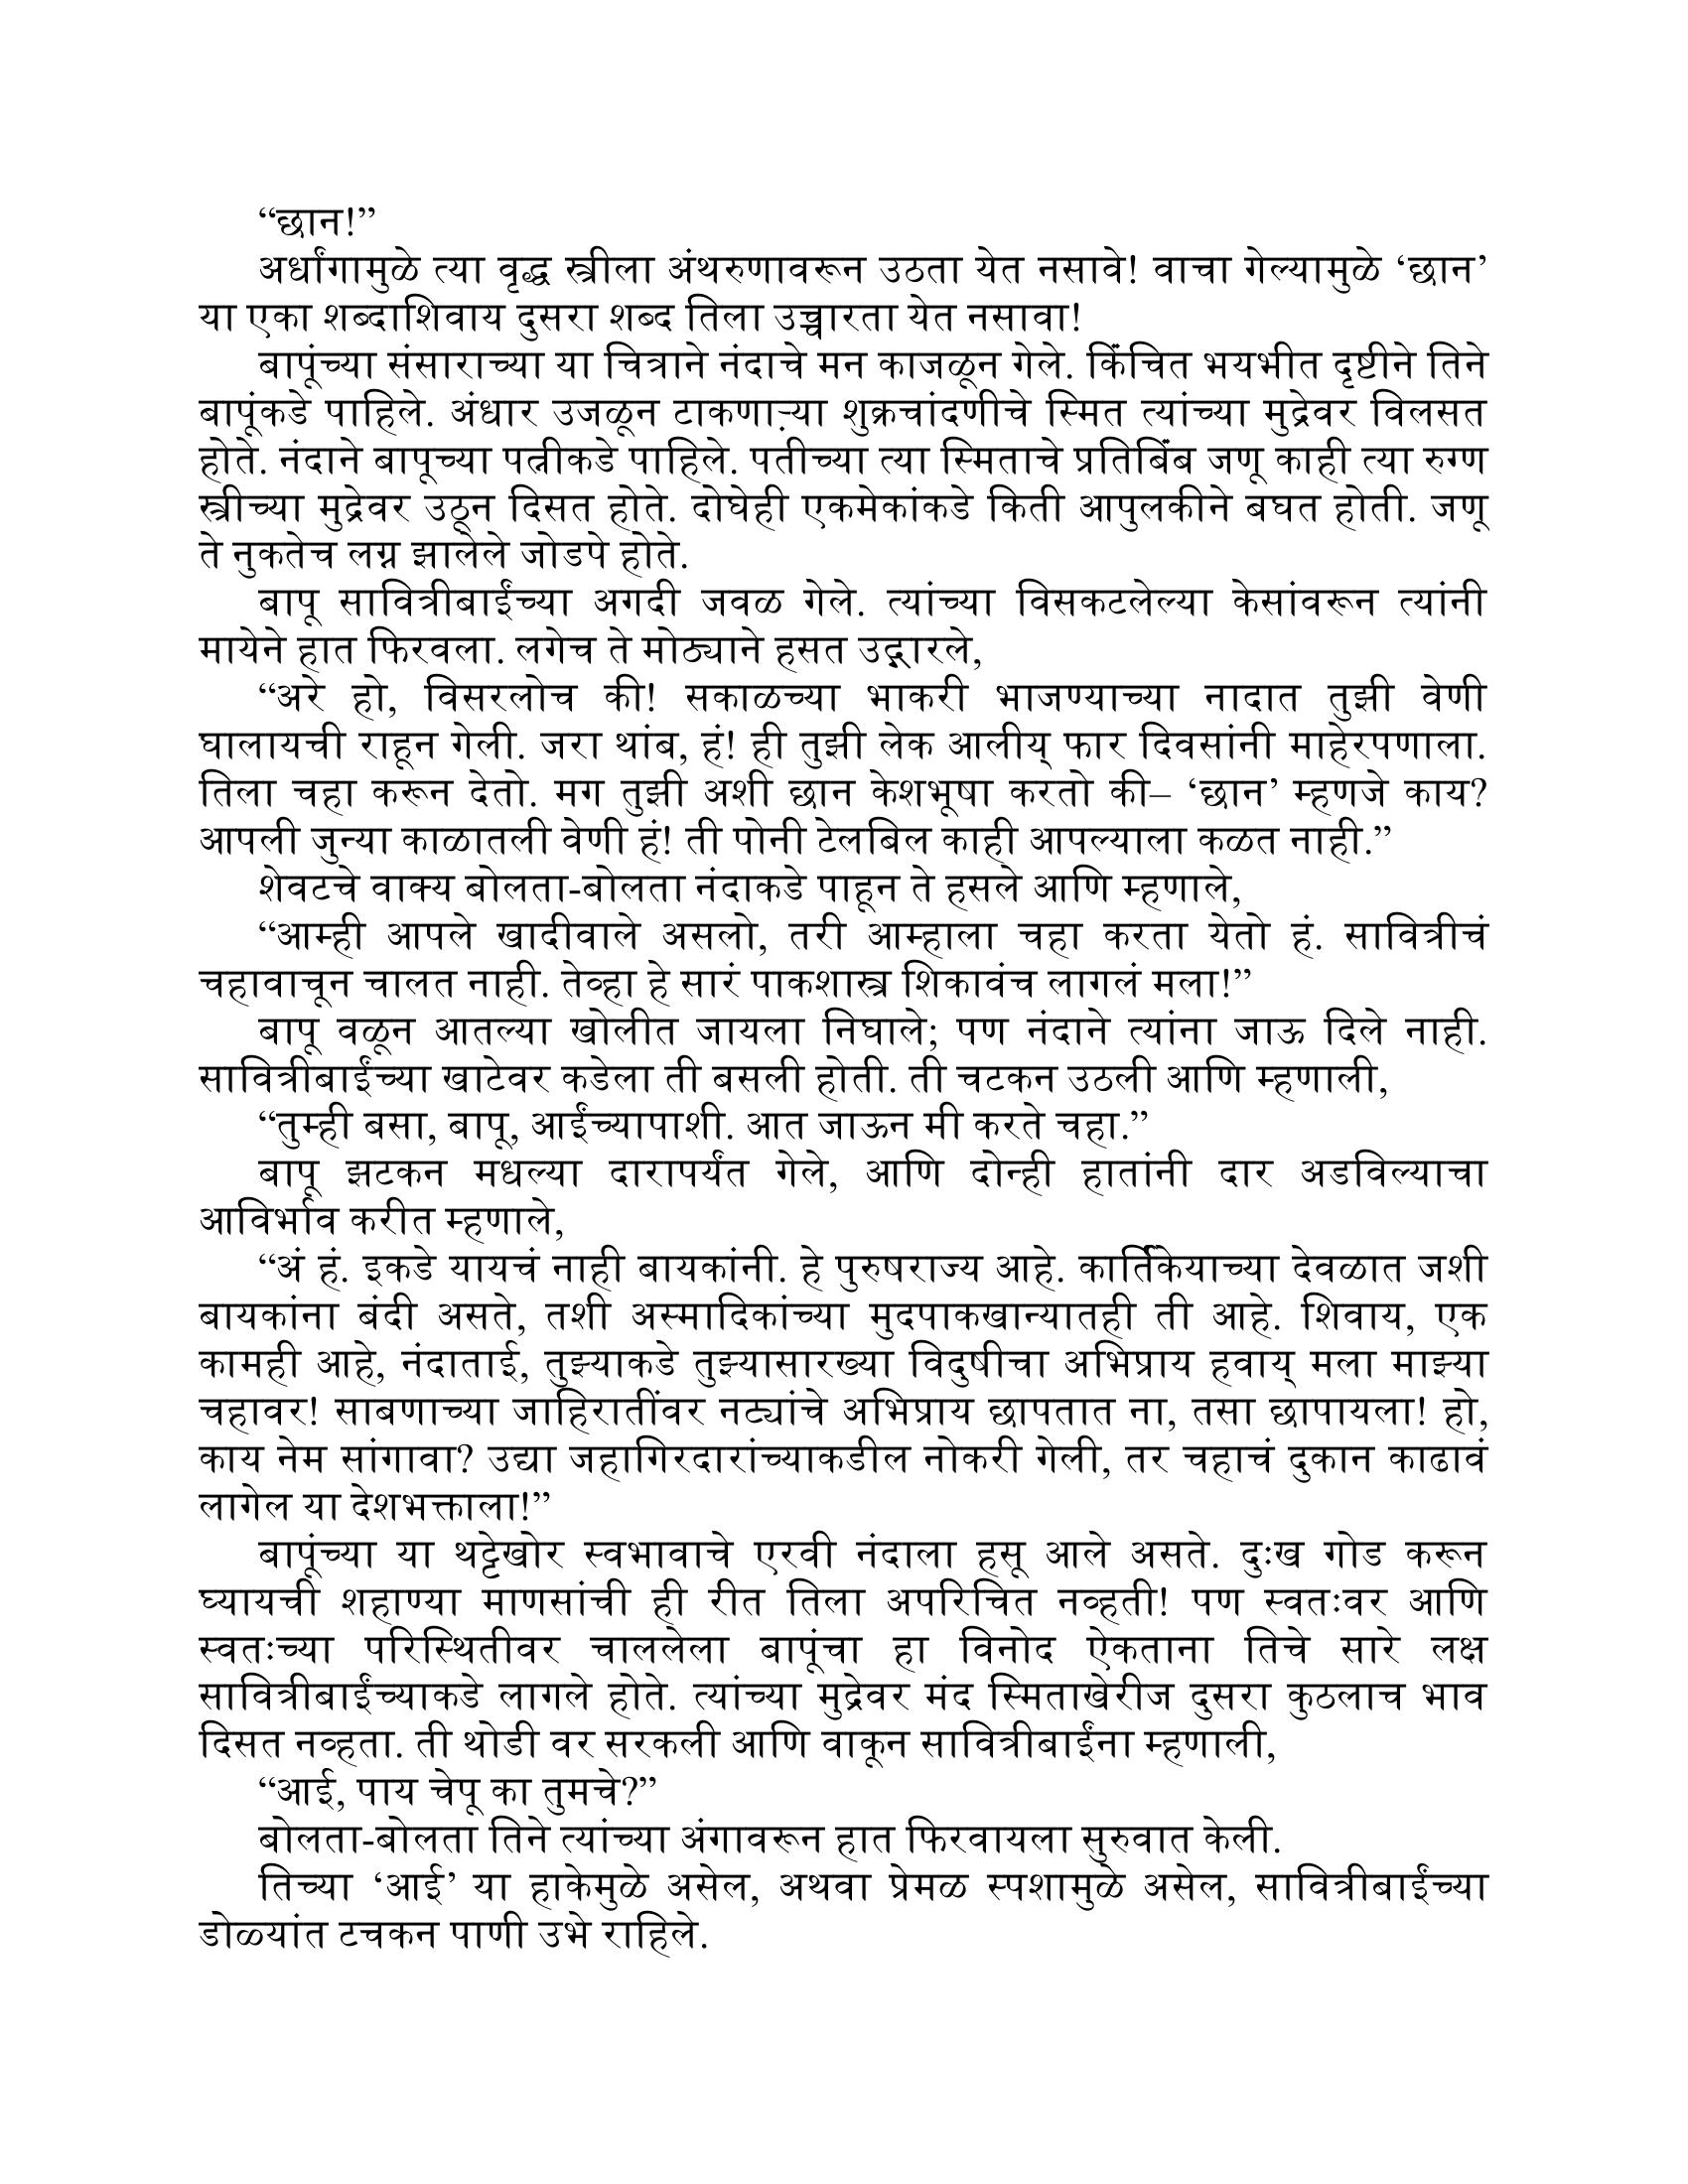 “छान!”
अर्धांगामुळे त्या वृद्ध स्त्रीला अंथरुणावरून उठता येत नसावे! वाचा गेल्यामुळे ‘छान’
या एका शब्दाशिवाय दुसरा शब्द तिला उच्चारता येत नसावा!
बापूंच्या संसाराच्या या चित्राने नंदाचे मन काजळून गेले. किंचित भयभीत दृष्टीने तिने
बापूंकडे पाहिले. अंधार उजळून टाकणाऱ्या शुक्रचांदणीचे स्मित त्यांच्या मुद्रेवर विलसत
होते. नंदाने बापूच्या पत्नीकडे पाहिले. पतीच्या त्या स्मिताचे प्रतिबिंब जणू काही त्या रुग्ण
स्त्रीच्या मुद्रेवर उठून दिसत होते. दोघेही एकमेकांकडे किती आपुलकीने बघत होती. जणू
ते नुकतेच लग्न झालेले जोडपे होते.
बापू सावित्रीबाईंच्या अगदी जवळ गेले. त्यांच्या विसकटलेल्या केसांवरून त्यांनी
मायेने हात फिरवला. लगेच ते मोठ्याने हसत उद्गारले,
“अरे हो, विसरलोच की! सकाळच्या भाकरी भाजण्याच्या नादात तुझी वेणी
घालायची राहून गेली. जरा थांब, हं! ही तुझी लेक आलीय् फार दिवसांनी माहेरपणाला.
तिला चहा करून देतो. मग तुझी अशी छान केशभूषा करतो की– ‘छान’ म्हणजे काय?
आपली जुन्या काळातली वेणी हं! ती पोनी टेलबिल काही आपल्याला कळत नाही.”
शेवटचे वाक्य बोलता-बोलता नंदाकडे पाहून ते हसले आणि म्हणाले,
“आम्ही आपले खादीवाले असलो, तरी आम्हाला चहा करता येतो हं. सावित्रीचं
चहावाचून चालत नाही. तेव्हा हे सारं पाकशास्त्र शिकावंच लागलं मला!”
बापू वळून आतल्या खोलीत जायला निघाले; पण नंदाने त्यांना जाऊ दिले नाही.
सावित्रीबाईंच्या खाटेवर कडेला ती बसली होती. ती चटकन उठली आणि म्हणाली,
“तुम्ही बसा, बापू, आईंच्यापाशी. आत जाऊन मी करते चहा.”
बापू झटकन मधल्या दारापर्यंत गेले, आणि दोन्ही हातांनी दार अडविल्याचा
आविर्भाव करीत म्हणाले,
“अं हं. इकडे यायचं नाही बायकांनी. हे पुरुषराज्य आहे. कार्तिकेयाच्या देवळात जशी
बायकांना बंदी असते, तशी अस्मादिकांच्या मुदपाकखान्यातही ती आहे. शिवाय, एक
कामही आहे, नंदाताई, तुझ्याकडे तुझ्यासारख्या विदुषीचा अभिप्राय हवाय् मला माझ्या
चहावर! साबणाच्या जाहिरातींवर नट्यांचे अभिप्राय छापतात ना, तसा छापायला! हो,
काय नेम सांगावा? उद्या जहागिरदारांच्याकडील नोकरी गेली, तर चहाचं दुकान काढावं
लागेल या देशभक्ताला!”
बापूंच्या या थट्टेखोर स्वभावाचे एरवी नंदाला हसू आले असते. दुःख गोड करून
घ्यायची शहाण्या माणसांची ही रीत तिला अपरिचित नव्हती! पण स्वतःवर आणि
स्वतःच्या परिस्थितीवर चाललेला बापूंचा हा विनोद ऐकताना तिचे सारे लक्ष
सावित्रीबाईंच्याकडे लागले होते. त्यांच्या मुद्रेवर मंद स्मिताखेरीज दुसरा कुठलाच भाव
दिसत नव्हता. ती थोडी वर सरकली आणि वाकून सावित्रीबाईंना म्हणाली,
“आई, पाय चेपू का तुमचे?”
बोलता-बोलता तिने त्यांच्या अंगावरून हात फिरवायला सुरुवात केली.
तिच्या ‘आई’ या हाकेमुळे असेल, अथवा प्रेमळ स्पशामुळे असेल, सावित्रीबाईंच्या
डोळ्यांत टचकन पाणी उभे राहिले.